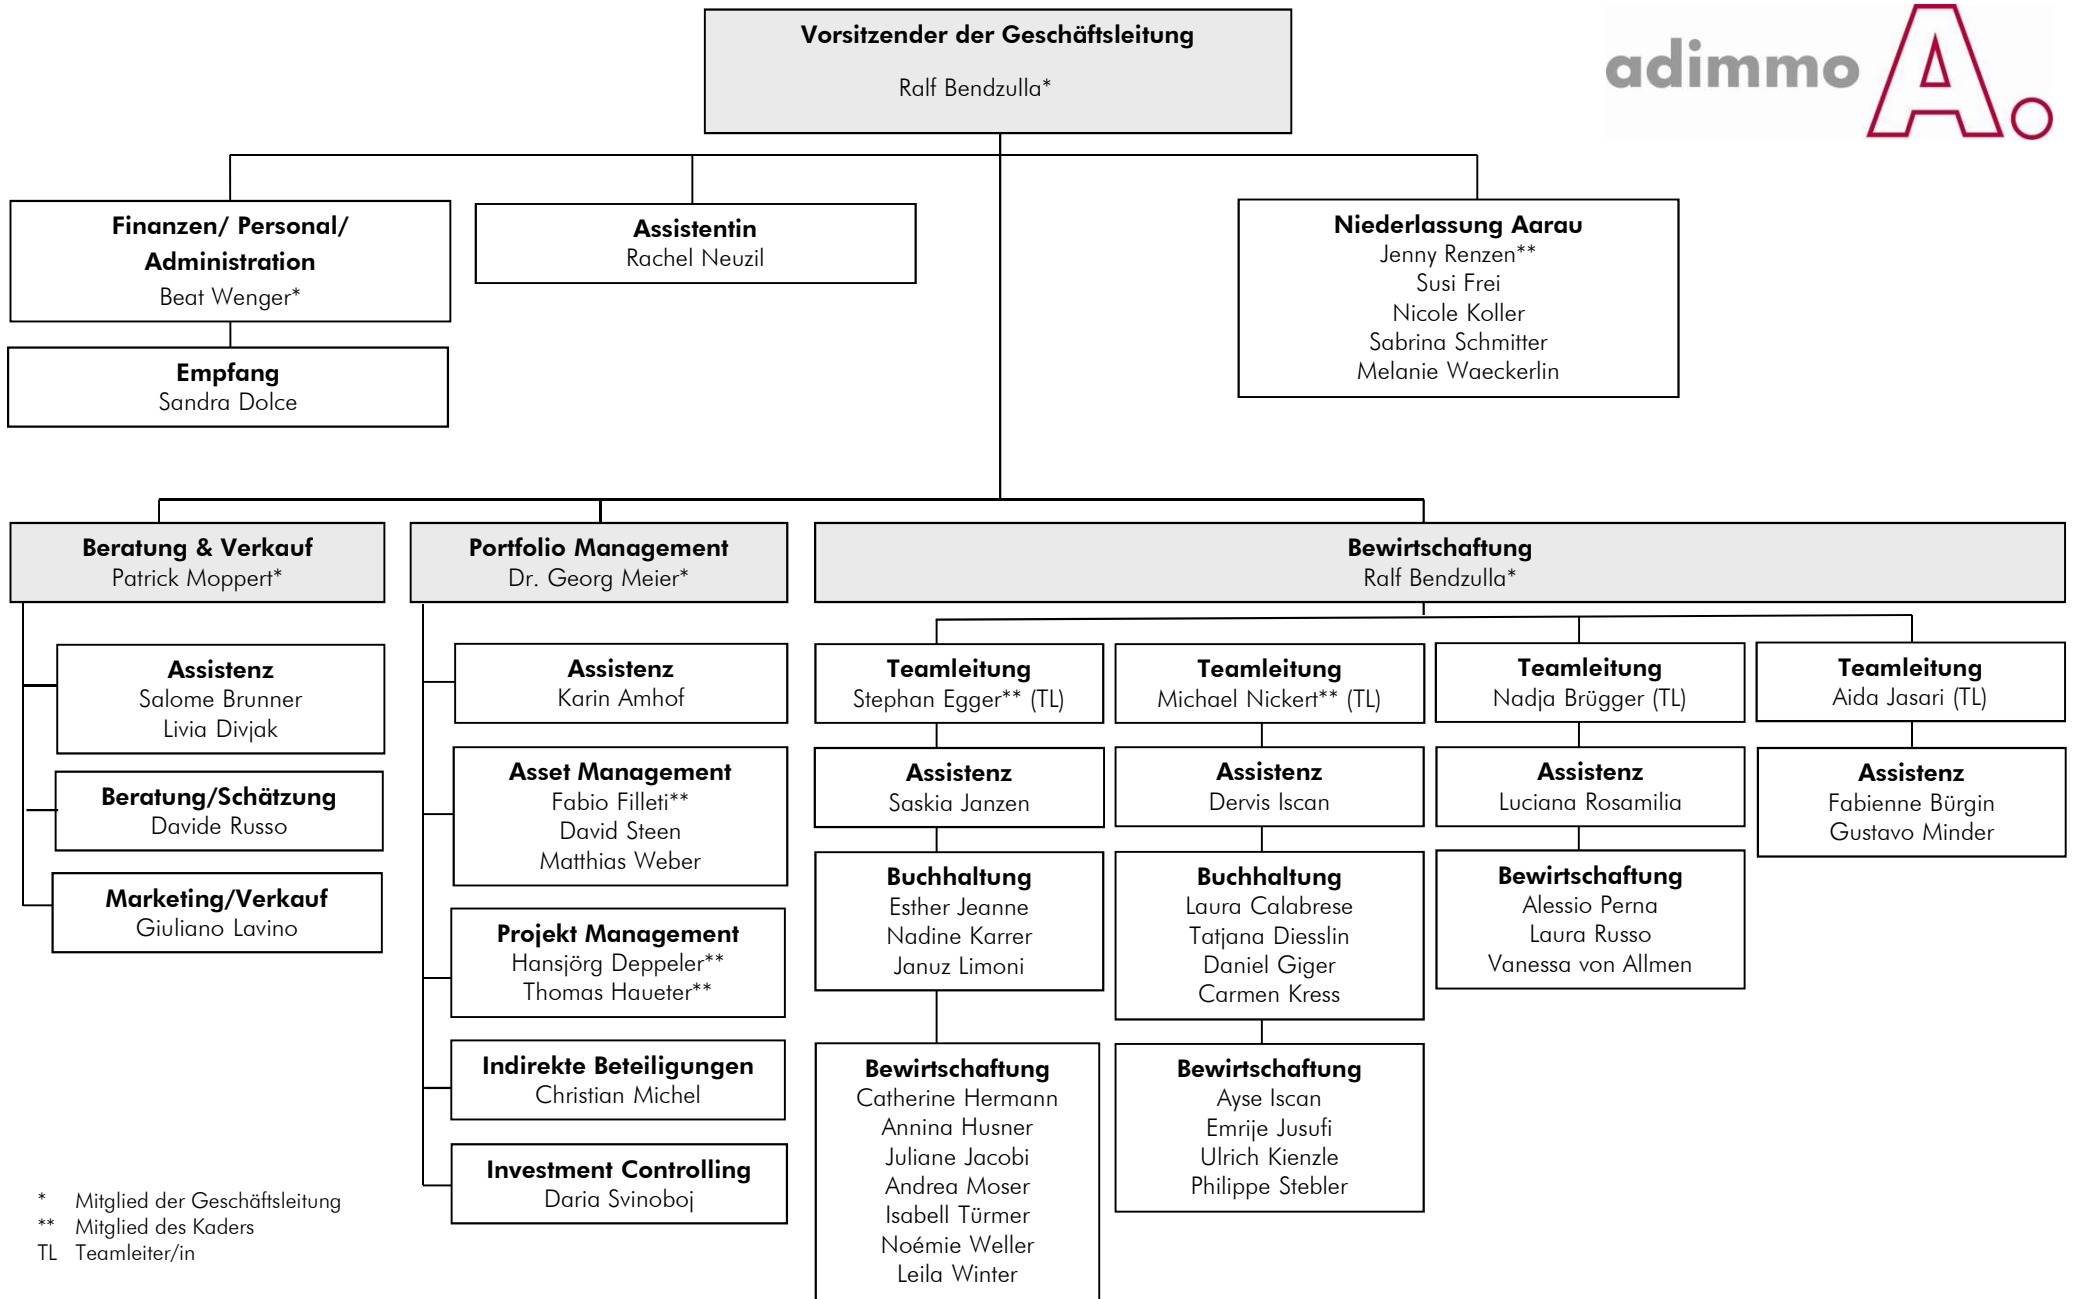 Vorsitzender der Geschäftsleitung
Ralf Bendzulla*
adimmo A.
Finanzen/ Personal/
Administration
Beat Wenger*
Empfang
Sandra Dolce
Assistentin
Rachel Neuzil
Niederlassung Aarau
Jenny Renzen**
Susi Frei
Nicole Koller
Sabrina Schmitter
Melanie Waeckerlin
Beratung & Verkauf
Patrick Moppert*
Assistenz
Salome Brunner
Livia Divjak
Beratung/Schätzung
Davide Russo
Marketing/Verkauf
Giuliano Lavino
Portfolio Management
Dr. Georg Meier*
Assistenz
Karin Amhof
Asset Management
Fabio Filleti**
David Steen
Matthias Weber
Projekt Management
Hansjörg Deppeler**
Thomas Haueter**
Indirekte Beteiligungen
Christian Michel
Investment Controlling
Daria Svinoboj
Bewirtschaftung
Ralf Bendzulla*
Teamleitung
Stephan Egger** (TL)
Assistenz
Saskia Janzen
Buchhaltung
Esther Jeanne
Nadine Karrer
Januz Limoni
Bewirtschaftung
Catherine Hermann
Annina Husner
Juliane Jacobi
Andrea Moser
Isabell Türmer
Noémie Weller
Leila Winter
Teamleitung
Michael Nickert** (TL)
Assistenz
Dervis Iscan
Buchhaltung
Laura Calabrese
Tatjana Diesslin
Daniel Giger
Carmen Kress
Bewirtschaftung
Ayse Iscan
Emrije Jusufi
Ulrich Kienzle
Philippe Stebler
Teamleitung
Nadja Brügger (TL)
Assistenz
Luciana Rosamilia
Bewirtschaftung
Alessio Perna
Laura Russo
Vanessa von Allmen
Teamleitung
Aida Jasari (TL)
Assistenz
Fabienne Bürgin
Gustavo Minder
* Mitglied der Geschäftsleitung
** Mitglied des Kaders
TL Teamleiter/in